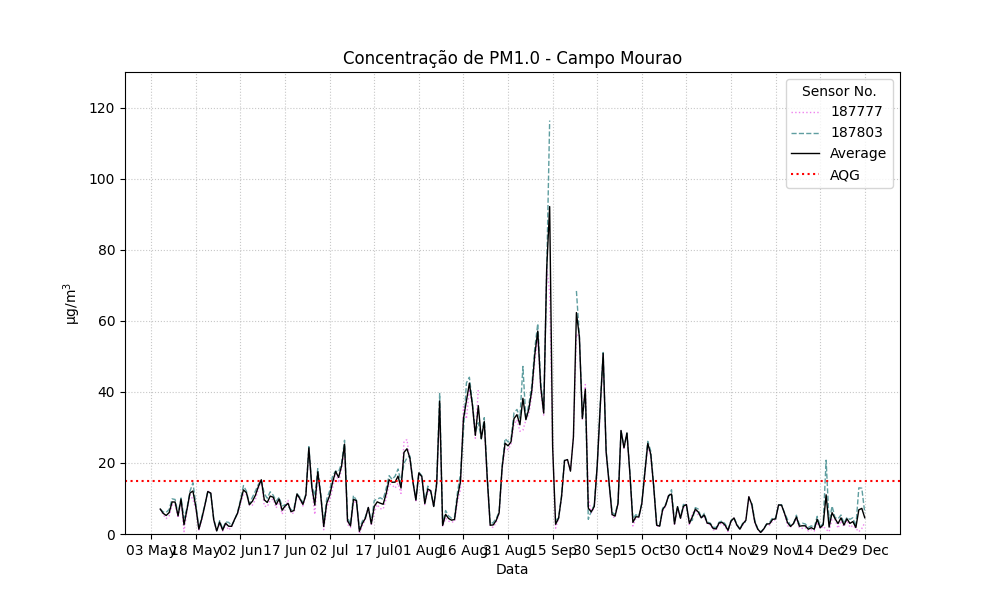 Concentração de PM1.0 - Campo Mourao
Sensor No.
187777
187803
Average
AQG
µg/m³
120
100
80
60
40
20
0
03 May 18 May 02 Jun 17 Jun 02 Jul 17 Jul 01 Aug 16 Aug 31 Aug 15 Sep 30 Sep 15 Oct 30 Oct 14 Nov 29 Nov 14 Dec 29 Dec
Data